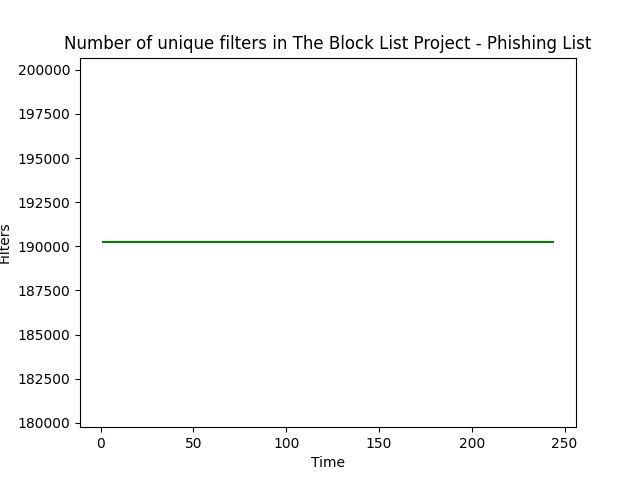 Number of unique filters in The Block List Project - Phishing List
200000
197500
195000
192500
190000
187500
185000
182500
180000
Filters
0 50 100 150 200 250
Time